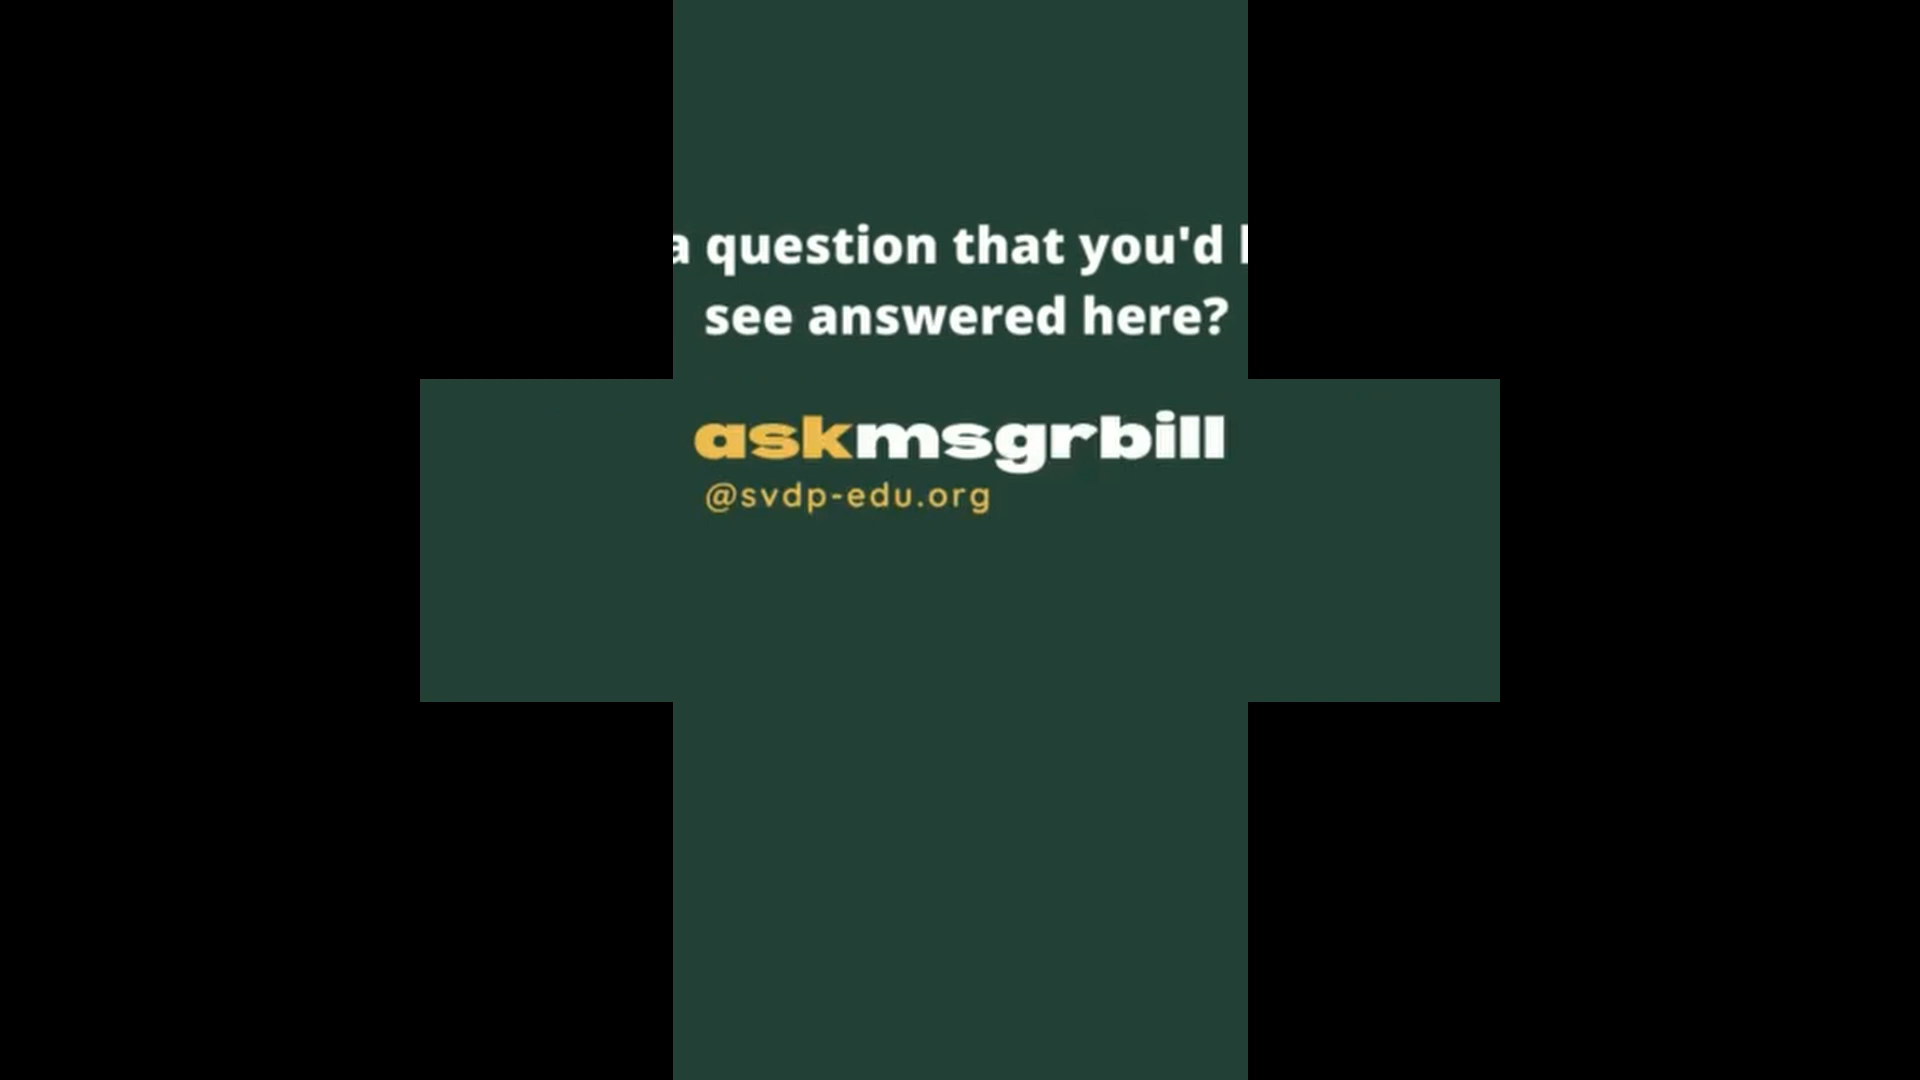 a question that you'd
see answered here?
askmsgrbill
@svdp-edu.org